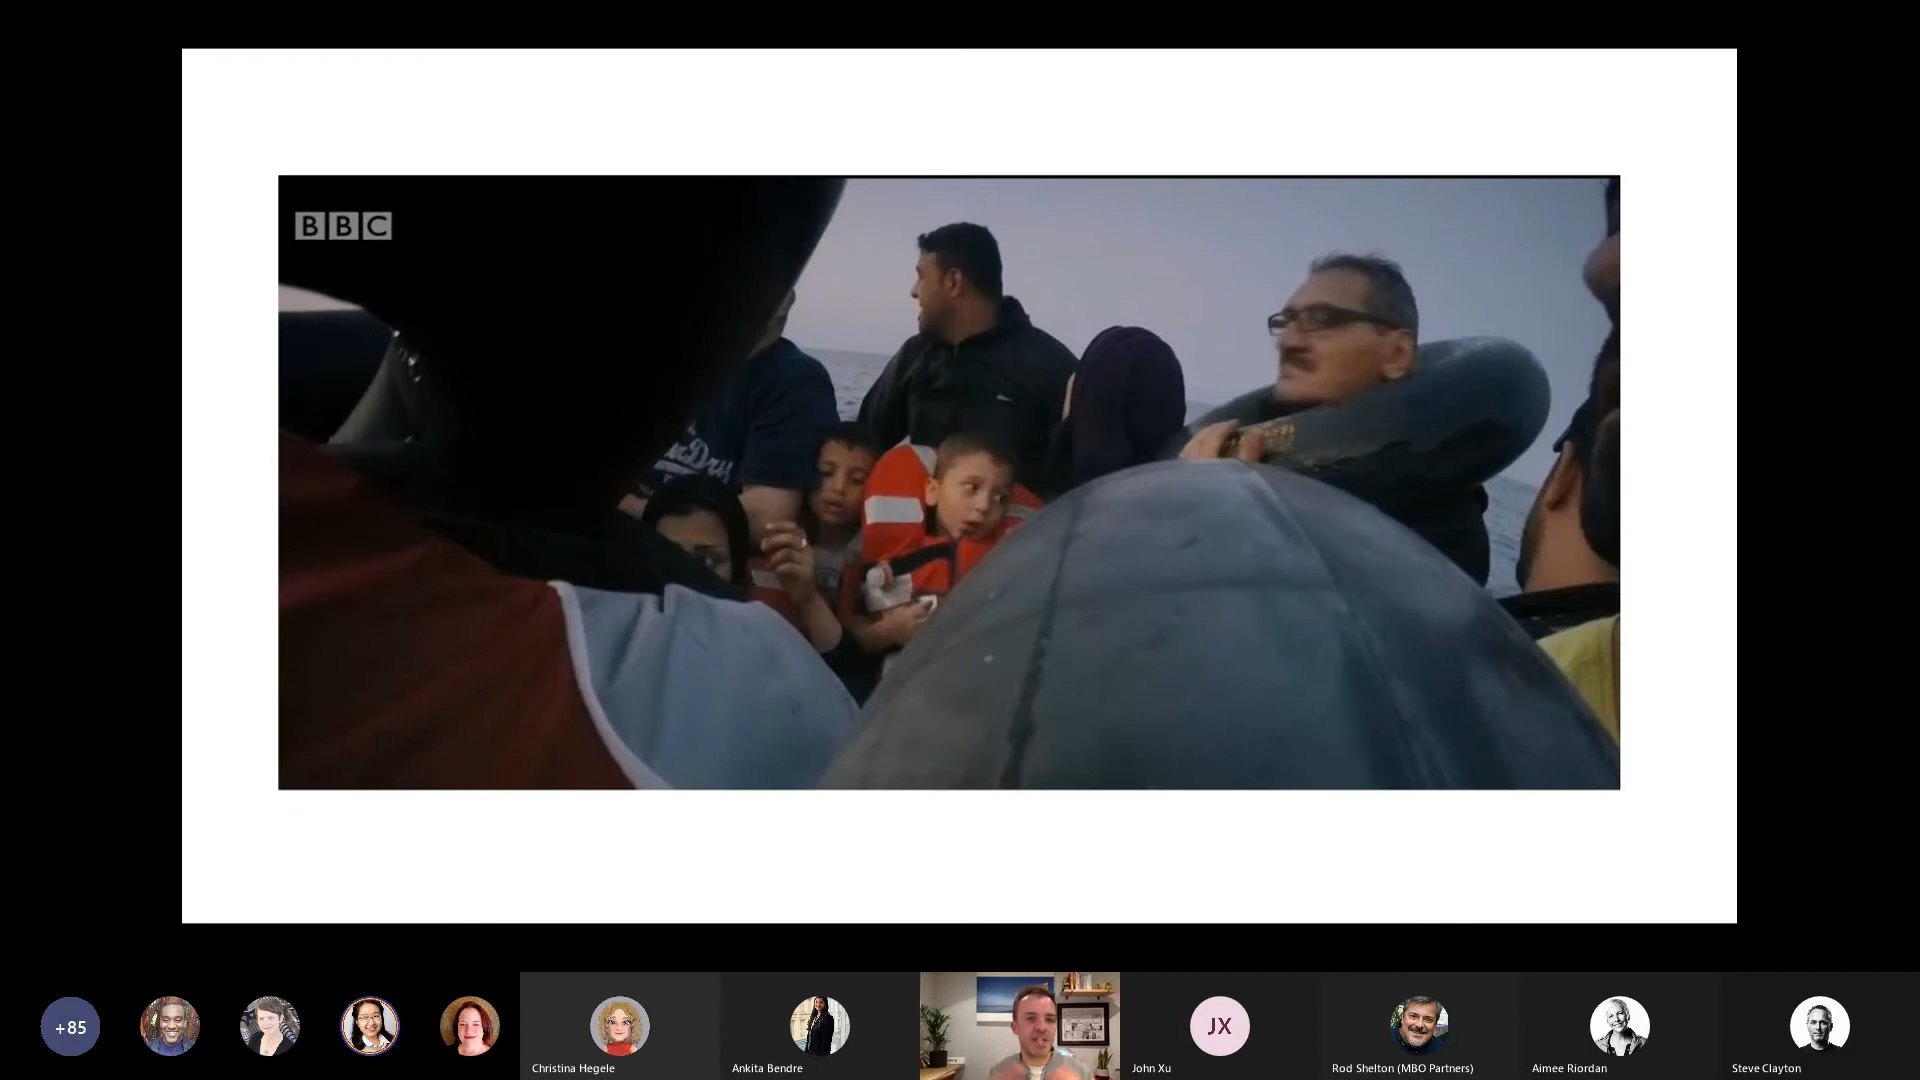 BBC
+85
Christina Hegele
Ankita Bendre
JX
John Xu
Rod Shelton (MBO Partners)
Aimee Riordan
Steve Clayton